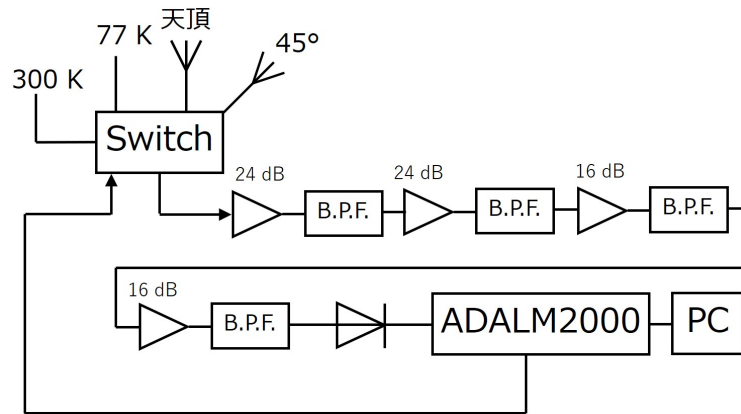 天頂
77 K
45°
300 K
Switch
24 dB
24 dB
16 dB
B.P.F.
B.P.F.
B.P.F.
16 dB
B.P.F.
ADALM2000
PC